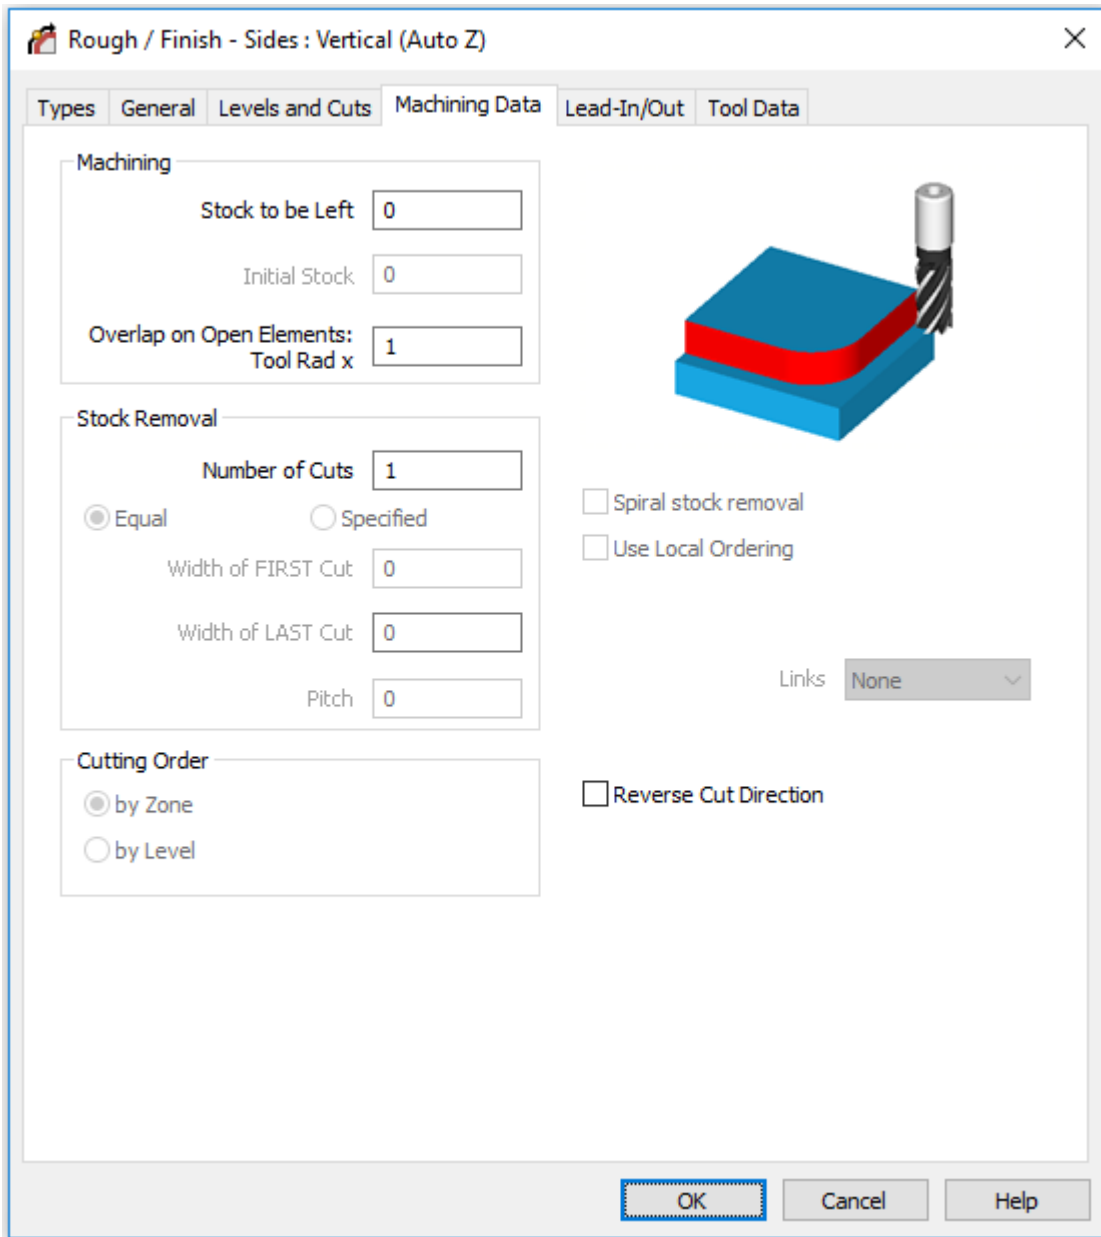 Rough / Finish - Sides : Vertical (Auto Z)
Types General Levels and Cuts Machining Data Lead-In/Out Tool Data
Machining
Stock to be Left 0
Initial Stock 0
Overlap on Open Elements:
Tool Rad x 1
Stock Removal
Number of Cuts 1
Equal Specified
Width of FIRST Cut 0
Width of LAST Cut 0
Pitch 0
Spiral stock removal
Use Local Ordering
Links None
Cutting Order
by Zone
by Level
Reverse Cut Direction
OK Cancel Help